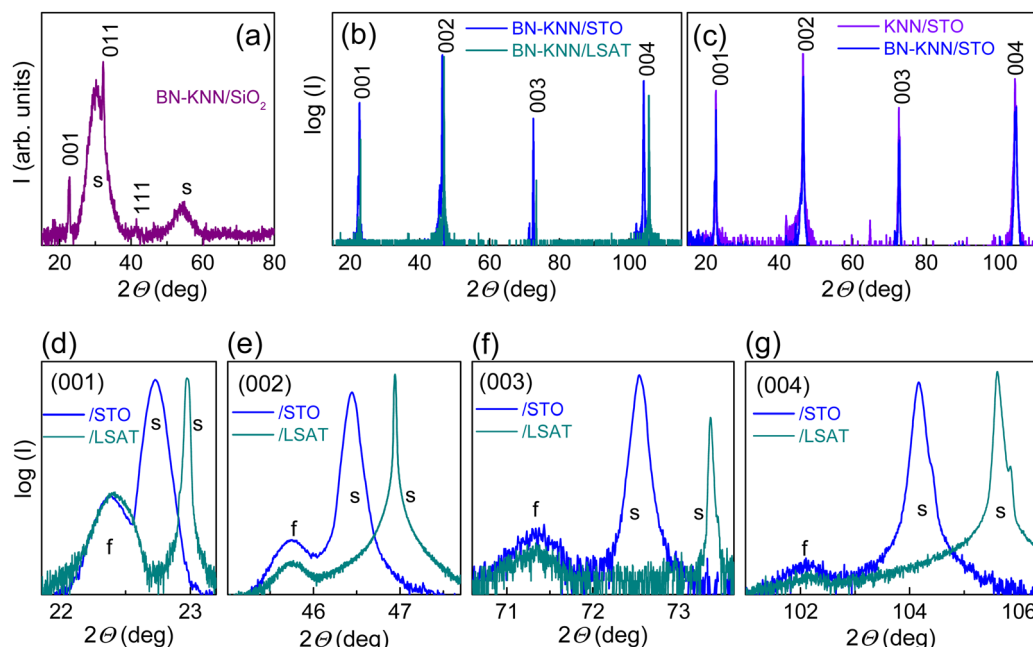 (a)
I (arb. units)
001
011
111
s
s
BN-KNN/SiO₂
20 40 60 80
2Θ (deg)
(b)
log (I)
BN-KNN/STO
BN-KNN/LSAT
001
002
003
004
20 40 60 80 100
2Θ (deg)
(c)
KNN/STO
BN-KNN/STO
001
002
003
004
20 40 60 80 100
2Θ (deg)
(d)
log (I)
(001)
/STO
/LSAT
s
s
f
22 23
2Θ (deg)
(e)
(002)
/STO
/LSAT
f
s
s
46 47
2Θ (deg)
(f)
(003)
/STO
/LSAT
f
s
s
71 72 73
2Θ (deg)
(g)
(004)
/STO
/LSAT
f
s
s
102 104 106
2Θ (deg)